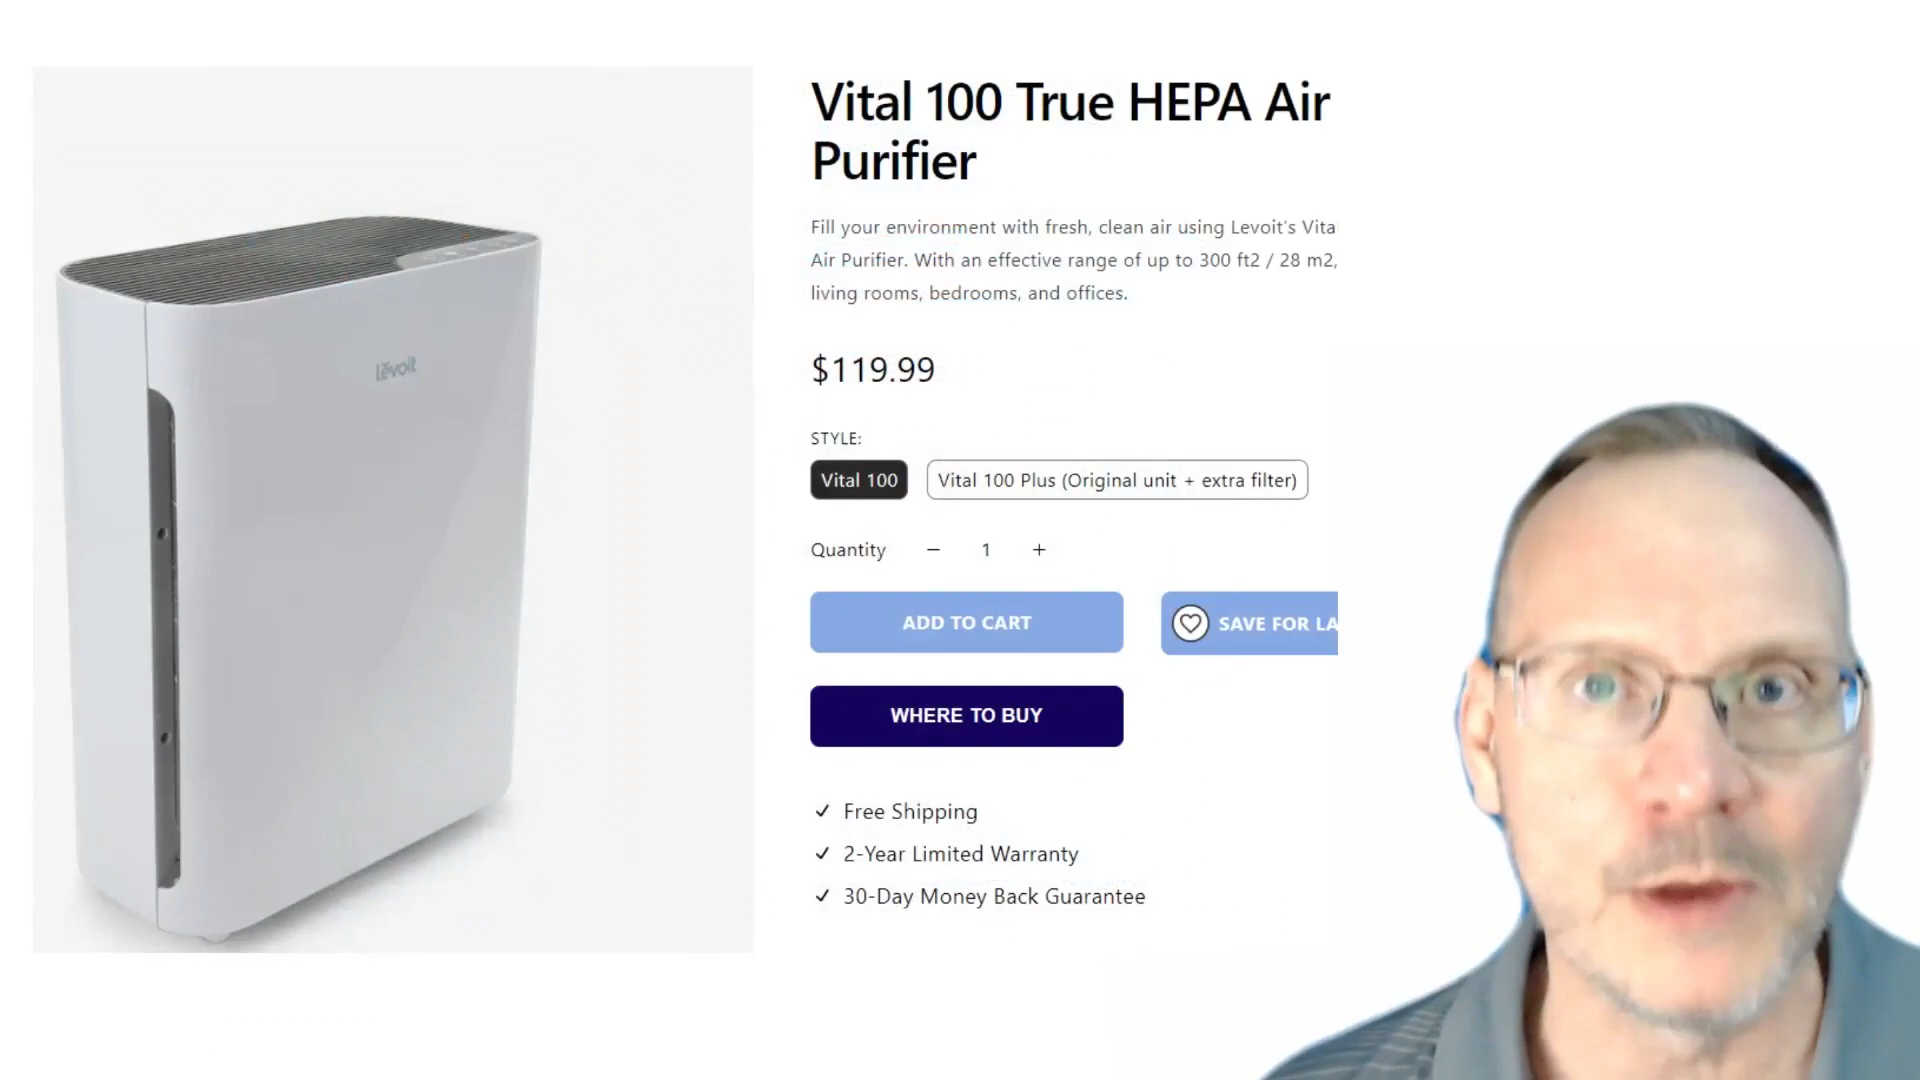 Vital 100 True HEPA Air
Purifier
Fill your environment with fresh, clean air using Levoit's Vita
Air Purifier. With an effective range of up to 300 ft2 / 28 m2,
living rooms, bedrooms, and offices.
$119.99
STYLE:
Vital 100 Vital 100 Plus (Original unit + extra filter)
Quantity − 1 +
ADD TO CART SAVE FOR LA
WHERE TO BUY
✓ Free Shipping
✓ 2-Year Limited Warranty
✓ 30-Day Money Back Guarantee
levoit